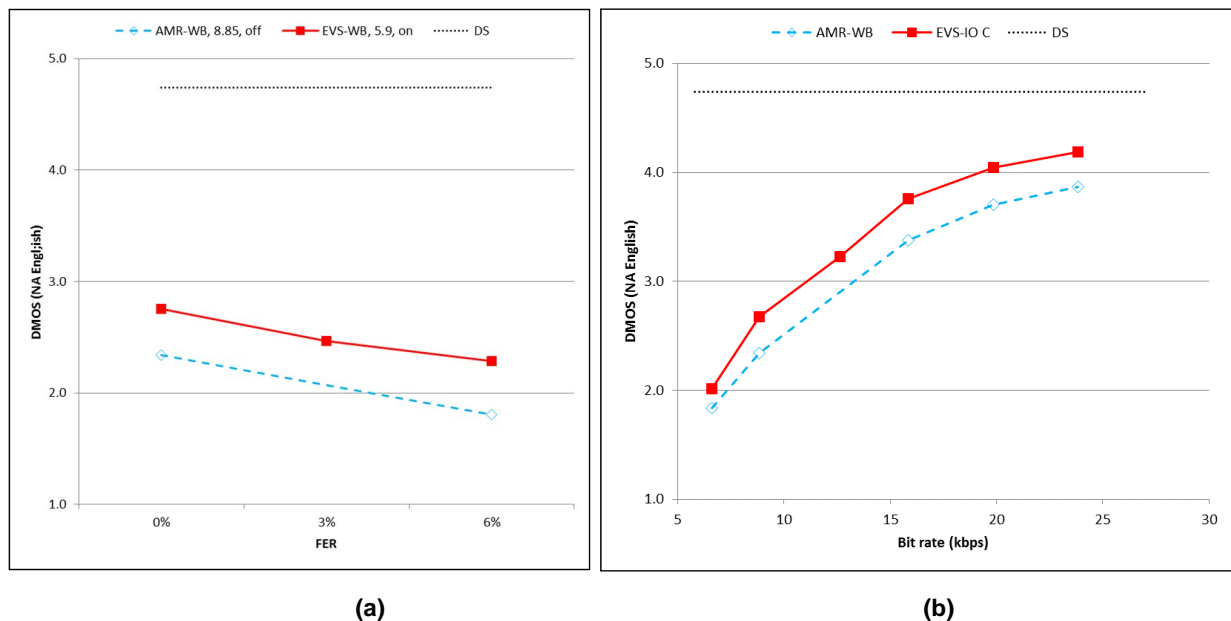 AMR-WB, 8.85, off EVS-WB, 5.9, on DS
5.0
4.0
3.0
2.0
1.0
DMOS (NA Engl;ish)
0% 3% 6%
FER
(a)
AMR-WB EVS-IO C DS
5.0
4.0
3.0
2.0
1.0
DMOS (NA English)
5 10 15 20 25 30
Bit rate (kbps)
(b)